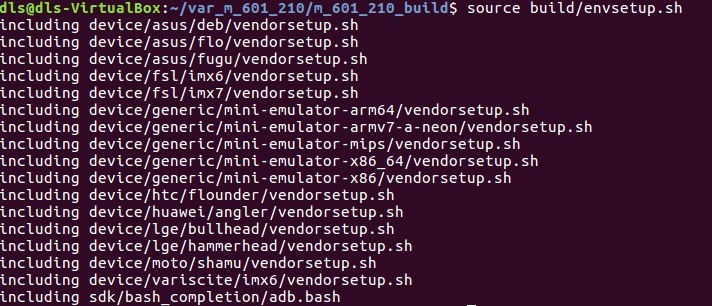 dls@dls-VirtualBox:~/var_m_601_210/m_601_210_build$ source build/envsetup.sh
including device/asus/deb/vendorsetup.sh
including device/asus/flo/vendorsetup.sh
including device/asus/fugu/vendorsetup.sh
including device/fsl/imx6/vendorsetup.sh
including device/fsl/imx7/vendorsetup.sh
including device/generic/mini-emulator-arm64/vendorsetup.sh
including device/generic/mini-emulator-armv7-a-neon/vendorsetup.sh
including device/generic/mini-emulator-mips/vendorsetup.sh
including device/generic/mini-emulator-x86_64/vendorsetup.sh
including device/generic/mini-emulator-x86/vendorsetup.sh
including device/htc/flounder/vendorsetup.sh
including device/huawei/angler/vendorsetup.sh
including device/lge/bullhead/vendorsetup.sh
including device/lge/hammerhead/vendorsetup.sh
including device/moto/shamu/vendorsetup.sh
including device/variscite/imx6/vendorsetup.sh
including sdk/bash_completion/adb.bash